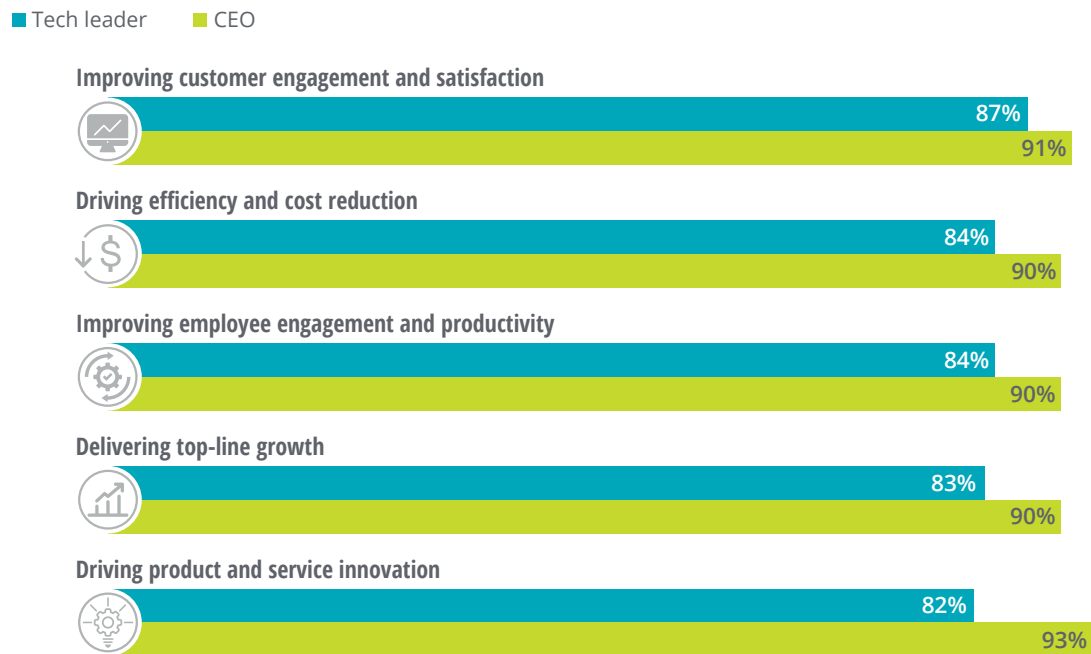 Tech leader CEO
Improving customer engagement and satisfaction
87%
91%
Driving efficiency and cost reduction
84%
90%
Improving employee engagement and productivity
84%
90%
Delivering top-line growth
83%
90%
Driving product and service innovation
82%
93%